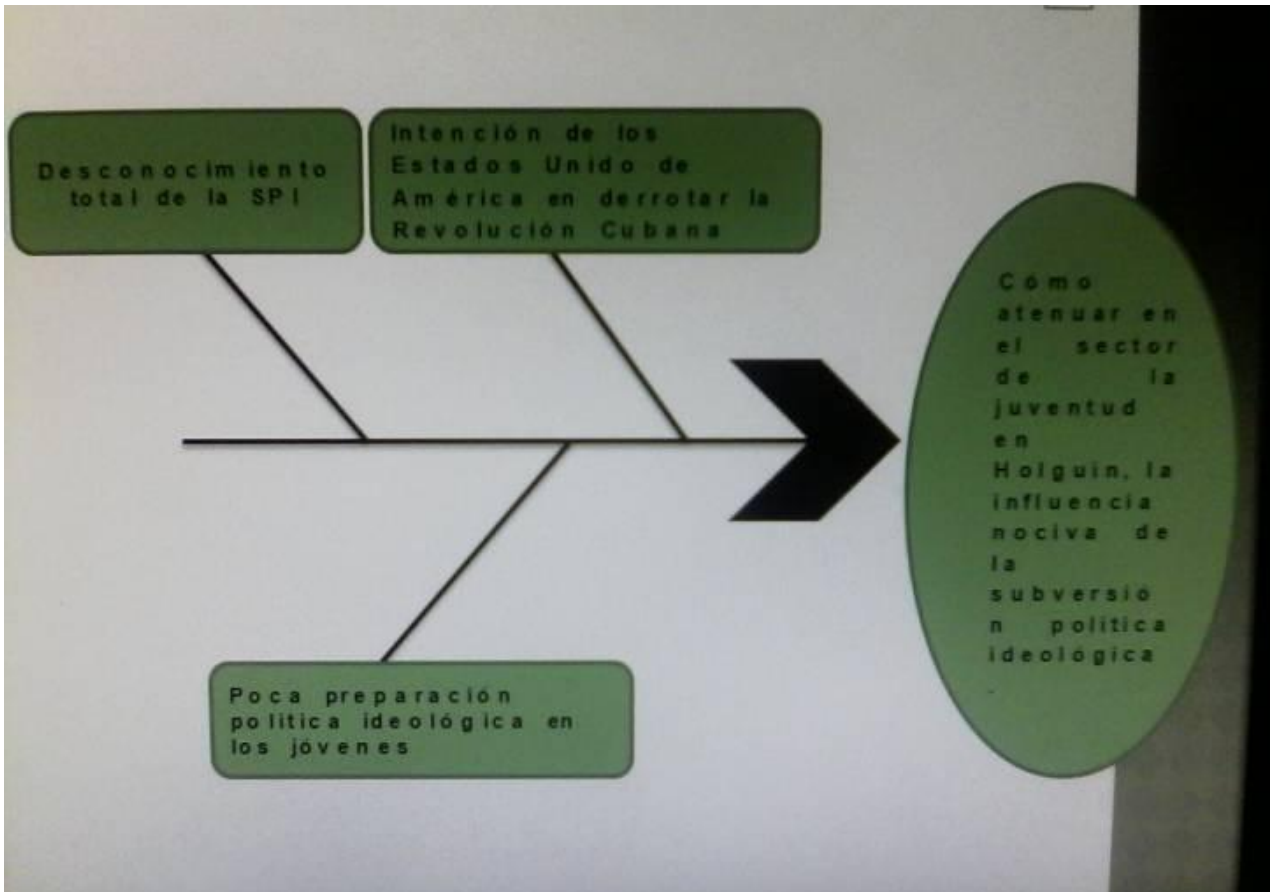 Desconocimiento
total de la SPI
Intención de los
Estados Unido de
América en derrotar la
Revolución Cubana
Cómo
atenuar en
el sector
de la
juventud
en
Holguin, la
influencia
nociva de
la
subversió
n politica
ideológica
Poca preparación
politica ideológica en
los jóvenes